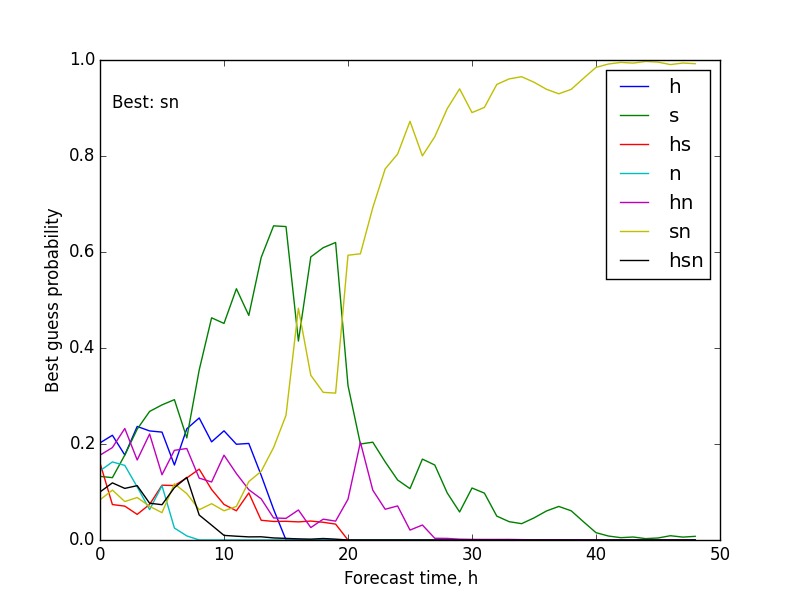 1.0
0.8
0.6
0.4
0.2
0.0
Best guess probability
Best: sn
h
s
hs
n
hn
sn
hsn
0 10 20 30 40 50
Forecast time, h